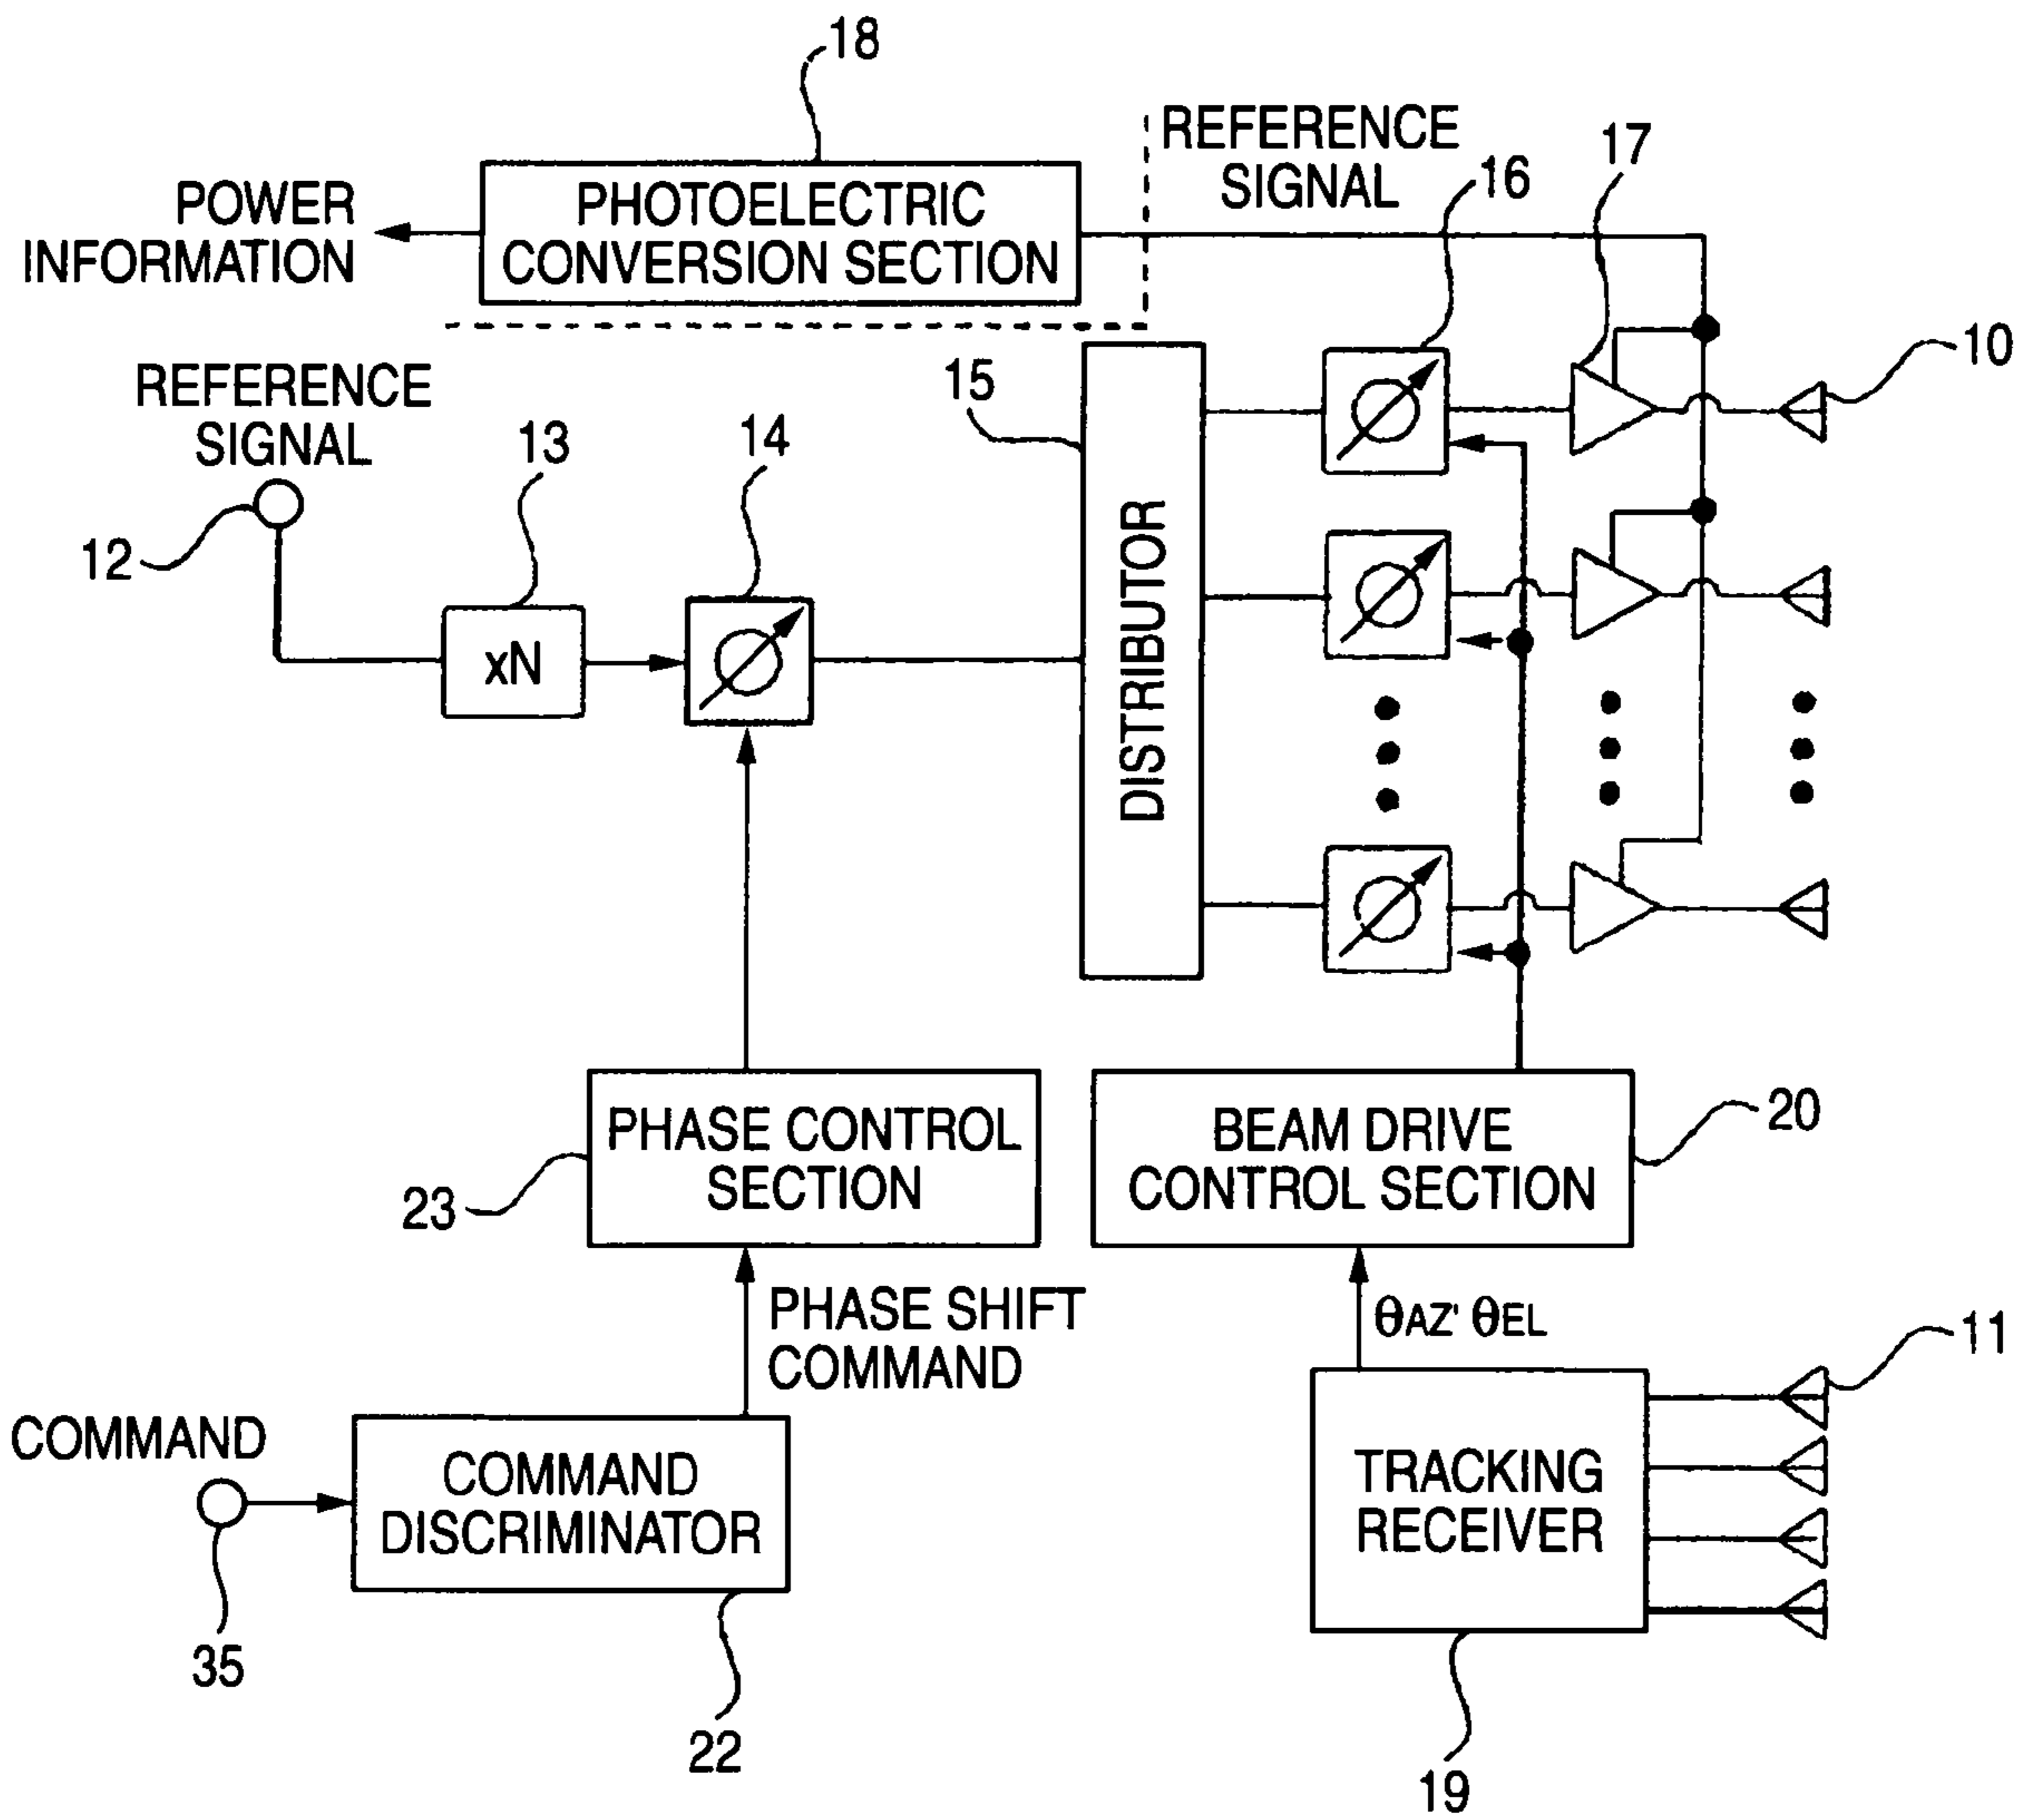 18
REFERENCE
SIGNAL
17
16
POWER
INFORMATION
PHOTOELECTRIC
CONVERSION SECTION
10
REFERENCE
SIGNAL
15
13
14
12
xN
DISTRIBUTOR
PHASE CONTROL
SECTION
23
BEAM DRIVE
CONTROL SECTION
20
PHASE SHIFT
COMMAND
θAZ' θEL
11
COMMAND
COMMAND
DISCRIMINATOR
TRACKING
RECEIVER
35
22
19